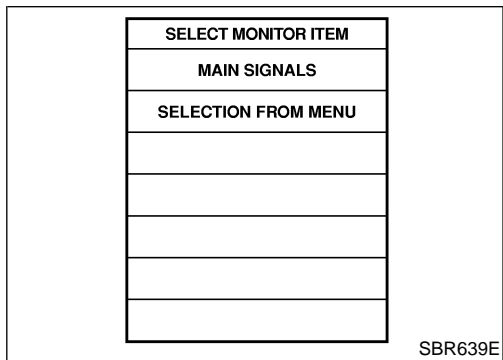 SELECT MONITOR ITEM
MAIN SIGNALS
SELECTION FROM MENU
SBR639E